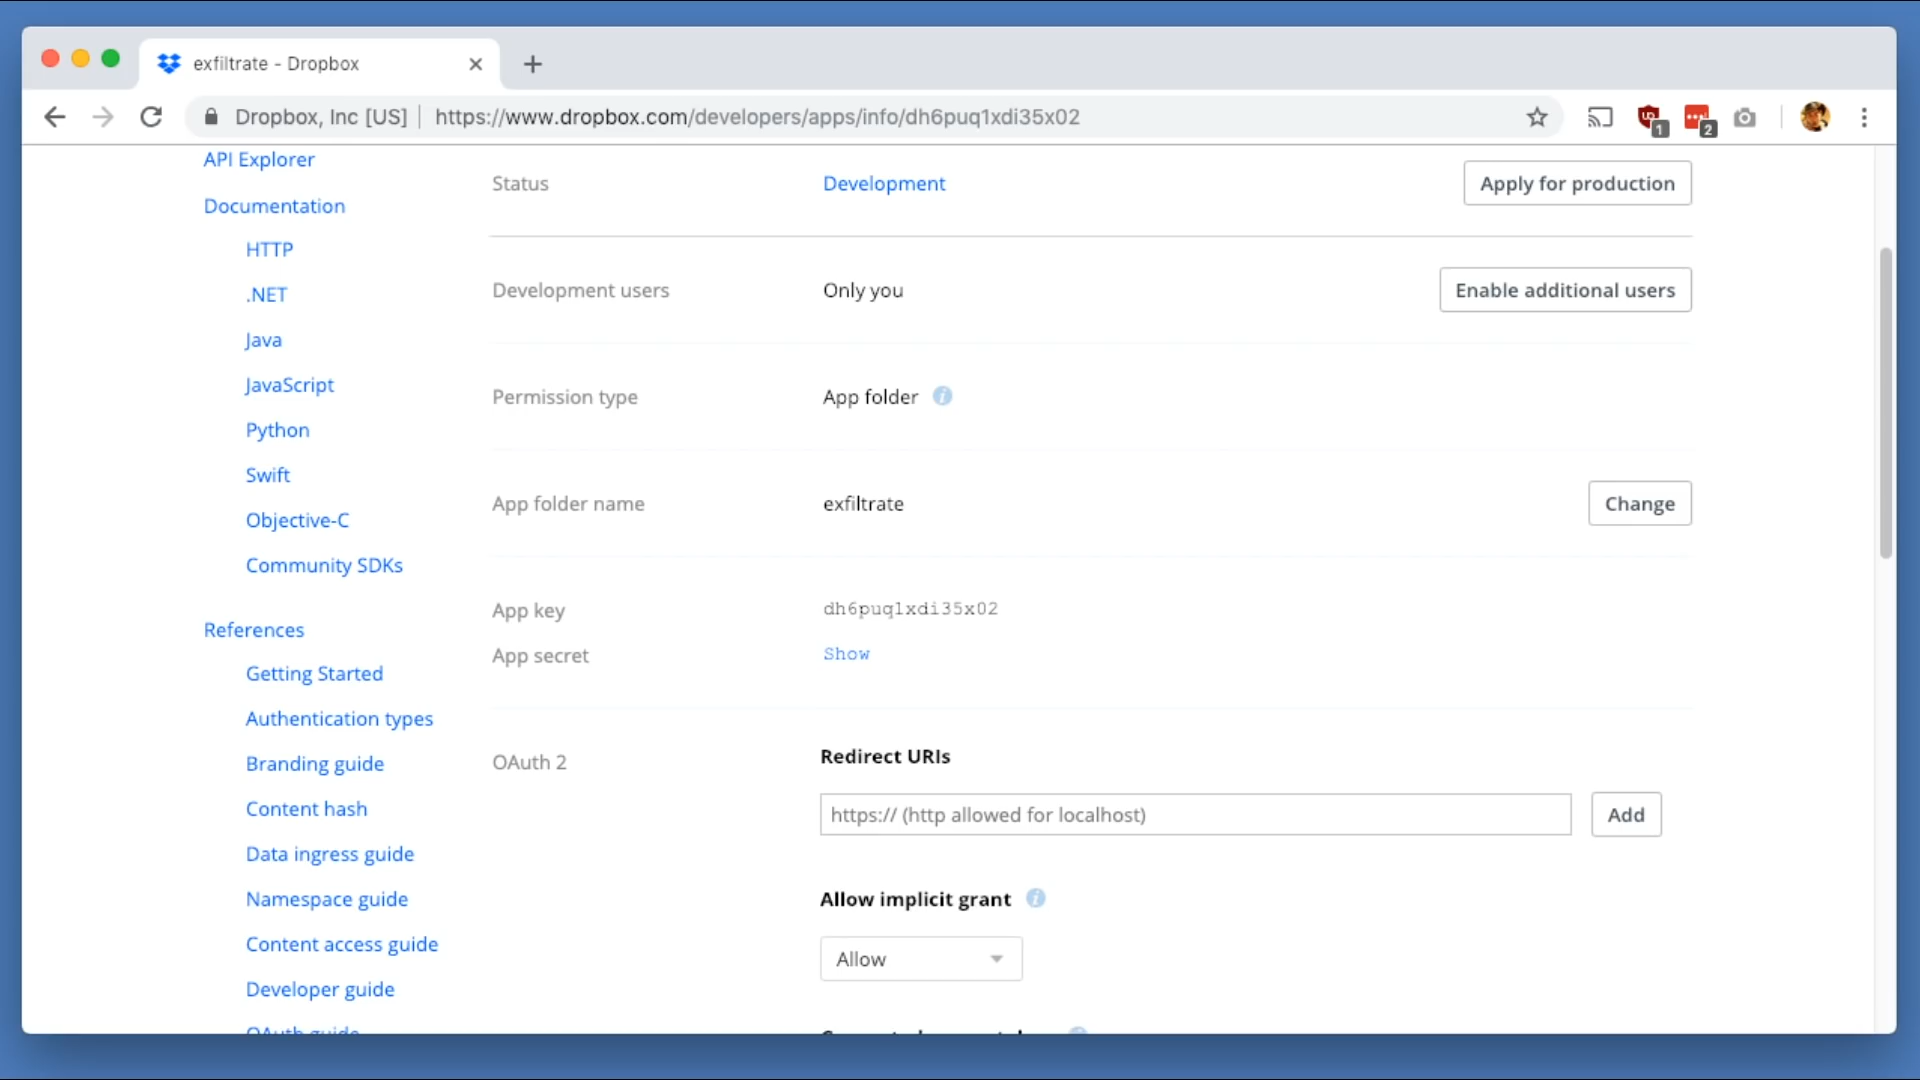 exfiltrate - Dropbox
Dropbox, Inc [US] https://www.dropbox.com/developers/apps/info/dh6puq1xdi35x02
1
2
API Explorer
Documentation
HTTP
.NET
Java
JavaScript
Python
Swift
Objective-C
Community SDKs
References
Getting Started
Authentication types
Branding guide
Content hash
Data ingress guide
Namespace guide
Content access guide
Developer guide
OAuth guide
Status Development Apply for production
Development users Only you Enable additional users
Permission type App folder
App folder name exfiltrate Change
App key dh6puq1xdi35x02
App secret Show
OAuth 2 Redirect URIs
https:// (http allowed for localhost) Add
Allow implicit grant
Allow